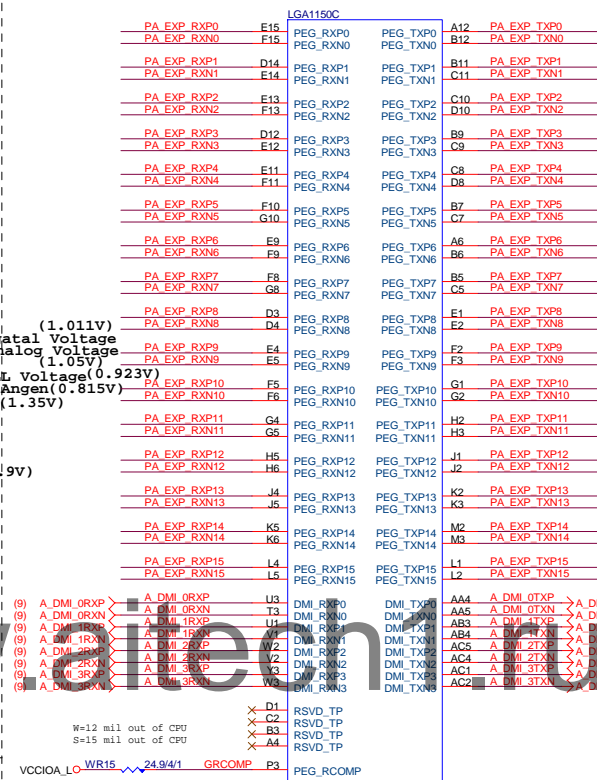 LGA1150C
PA_EXP_RXP0 E15 PEG_RXP0 PEG_TXP0 A12 PA_EXP_TXP0
PA_EXP_RXN0 F15 PEG_RXN0 PEG_TXN0 B12 PA_EXP_TXN0
PA_EXP_RXP1 D14 PEG_RXP1 PEG_TXP1 B11 PA_EXP_TXP1
PA_EXP_RXN1 E14 PEG_RXN1 PEG_TXN1 C11 PA_EXP_TXN1
PA_EXP_RXP2 E13 PEG_RXP2 PEG_TXP2 C10 PA_EXP_TXP2
PA_EXP_RXN2 F13 PEG_RXN2 PEG_TXN2 D10 PA_EXP_TXN2
PA_EXP_RXP3 D12 PEG_RXP3 PEG_TXP3 B9 PA_EXP_TXP3
PA_EXP_RXN3 E12 PEG_RXN3 PEG_TXN3 C9 PA_EXP_TXN3
PA_EXP_RXP4 E11 PEG_RXP4 PEG_TXP4 C8 PA_EXP_TXP4
PA_EXP_RXN4 F11 PEG_RXN4 PEG_TXN4 D8 PA_EXP_TXN4
PA_EXP_RXP5 F10 PEG_RXP5 PEG_TXP5 B7 PA_EXP_TXP5
PA_EXP_RXN5 G10 PEG_RXN5 PEG_TXN5 C7 PA_EXP_TXN5
PA_EXP_RXP6 E9 PEG_RXP6 PEG_TXP6 A6 PA_EXP_TXP6
PA_EXP_RXN6 F9 PEG_RXN6 PEG_TXN6 B6 PA_EXP_TXN6
PA_EXP_RXP7 F8 PEG_RXP7 PEG_TXP7 B5 PA_EXP_TXP7
PA_EXP_RXN7 G8 PEG_RXN7 PEG_TXN7 C5 PA_EXP_TXN7
PA_EXP_RXP8 D3 PEG_RXP8 PEG_TXP8 E1 PA_EXP_TXP8
PA_EXP_RXN8 D4 PEG_RXN8 PEG_TXN8 E2 PA_EXP_TXN8
(1.011V)
atal Voltage
nalog Voltage
(1.05V)
L Voltage(0.923V)
Angen(0.815V)
(1.35V)
PA_EXP_RXP9 E4 PEG_RXP9 PEG_TXP9 F2 PA_EXP_TXP9
PA_EXP_RXN9 E5 PEG_RXN9 PEG_TXN9 F3 PA_EXP_TXN9
PA_EXP_RXP10 F5 PEG_RXP10 PEG_TXP10 G1 PA_EXP_TXP10
PA_EXP_RXN10 F6 PEG_RXN10 PEG_TXN10 G2 PA_EXP_TXN10
PA_EXP_RXP11 G4 PEG_RXP11 PEG_TXP11 H2 PA_EXP_TXP11
PA_EXP_RXN11 G5 PEG_RXN11 PEG_TXN11 H3 PA_EXP_TXN11
PA_EXP_RXP12 H5 PEG_RXP12 PEG_TXP12 J1 PA_EXP_TXP12
PA_EXP_RXN12 H6 PEG_RXN12 PEG_TXN12 J2 PA_EXP_TXN12
.9V)
PA_EXP_RXP13 J4 PEG_RXP13 PEG_TXP13 K2 PA_EXP_TXP13
PA_EXP_RXN13 J5 PEG_RXN13 PEG_TXN13 K3 PA_EXP_TXN13
PA_EXP_RXP14 K5 PEG_RXP14 PEG_TXP14 M2 PA_EXP_TXP14
PA_EXP_RXN14 K6 PEG_RXN14 PEG_TXN14 M3 PA_EXP_TXN14
PA_EXP_RXP15 L4 PEG_RXP15 PEG_TXP15 L1 PA_EXP_TXP15
PA_EXP_RXN15 L5 PEG_RXN15 PEG_TXN15 L2 PA_EXP_TXN15
(9) A_DMI_0RXP A_DMI_0RXP U3 DMI_RXP0 DMI_TXP0 AA4 A_DMI_0TXP A_D
(9) A_DMI_0RXN A_DMI_0RXN T3 DMI_RXN0 DMI_TXN0 AA5 A_DMI_0TXN A_D
(9) A_DMI_1RXP A_DMI_1RXP U1 DMI_RXP1 DMI_TXP1 AB3 A_DMI_1TXP A_D
(9) A_DMI_1RXN A_DMI_1RXN V1 DMI_RXN1 DMI_TXN1 AB4 A_DMI_1TXN A_D
(9) A_DMI_2RXP A_DMI_2RXP W2 DMI_RXP2 DMI_TXP2 AC5 A_DMI_2TXP A_D
(9) A_DMI_2RXN A_DMI_2RXN V2 DMI_RXN2 DMI_TXN2 AC4 A_DMI_2TXN A_D
(9) A_DMI_3RXP A_DMI_3RXP Y3 DMI_RXP3 DMI_TXP3 AC1 A_DMI_3TXP A_D
(9) A_DMI_3RXN A_DMI_3RXN W3 DMI_RXN3 DMI_TXN3 AC2 A_DMI_3TXN A_D
.aitech1.ru
D1 RSVD_TP
C2 RSVD_TP
B3 RSVD_TP
A4 RSVD_TP
W=12 mil out of CPU
S=15 mil out of CPU
VCCIOA_L WR15 24.9/4/1 GRCOMP P3 PEG_RCOMP